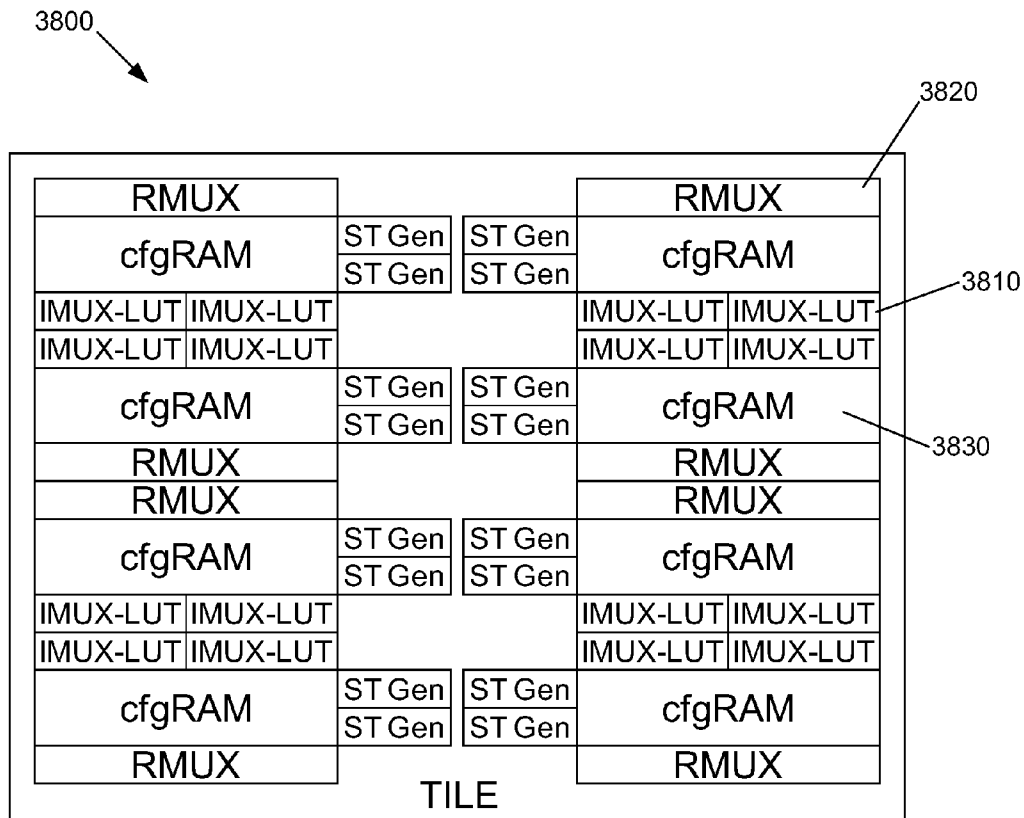 3800
3820
RMUX RMUX
cfgRAM ST Gen ST Gen cfgRAM
ST Gen ST Gen
3810
IMUX-LUT IMUX-LUT IMUX-LUT IMUX-LUT
IMUX-LUT IMUX-LUT IMUX-LUT IMUX-LUT
cfgRAM ST Gen ST Gen cfgRAM
ST Gen ST Gen
3830
RMUX RMUX
RMUX RMUX
cfgRAM ST Gen ST Gen cfgRAM
ST Gen ST Gen
IMUX-LUT IMUX-LUT IMUX-LUT IMUX-LUT
IMUX-LUT IMUX-LUT IMUX-LUT IMUX-LUT
cfgRAM ST Gen ST Gen cfgRAM
ST Gen ST Gen
RMUX RMUX
TILE